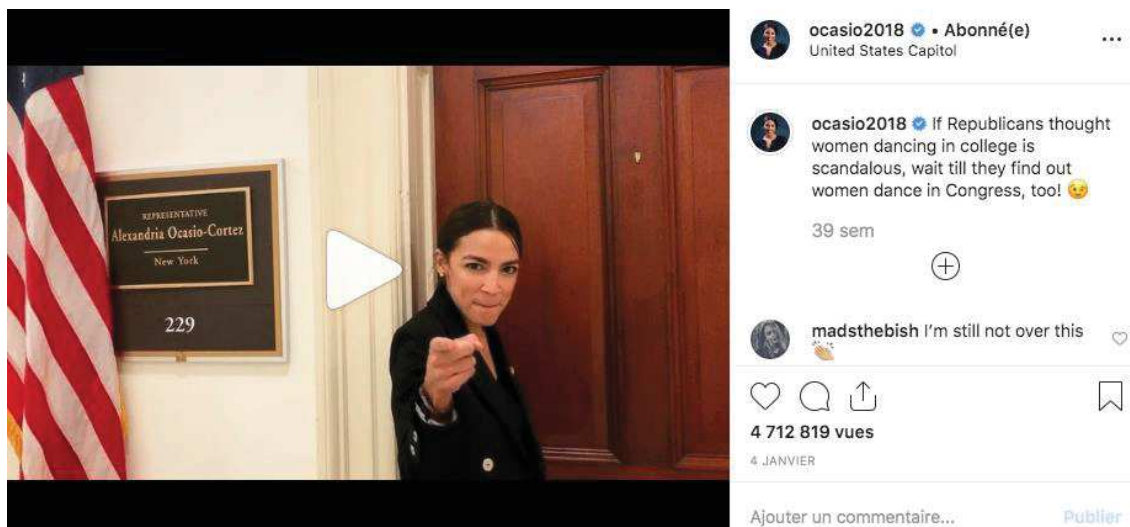 REPRESENTATIVE
Alexandria Ocasio-Cortez
New York
229
ocasio2018 • Abonné(e)
United States Capitol
ocasio2018 If Republicans thought
women dancing in college is
scandalous, wait till they find out
women dance in Congress, too! 😉
39 sem
madsthebish I'm still not over this
👏🏼
4 712 819 vues
4 JANVIER
Ajouter un commentaire...
Publier